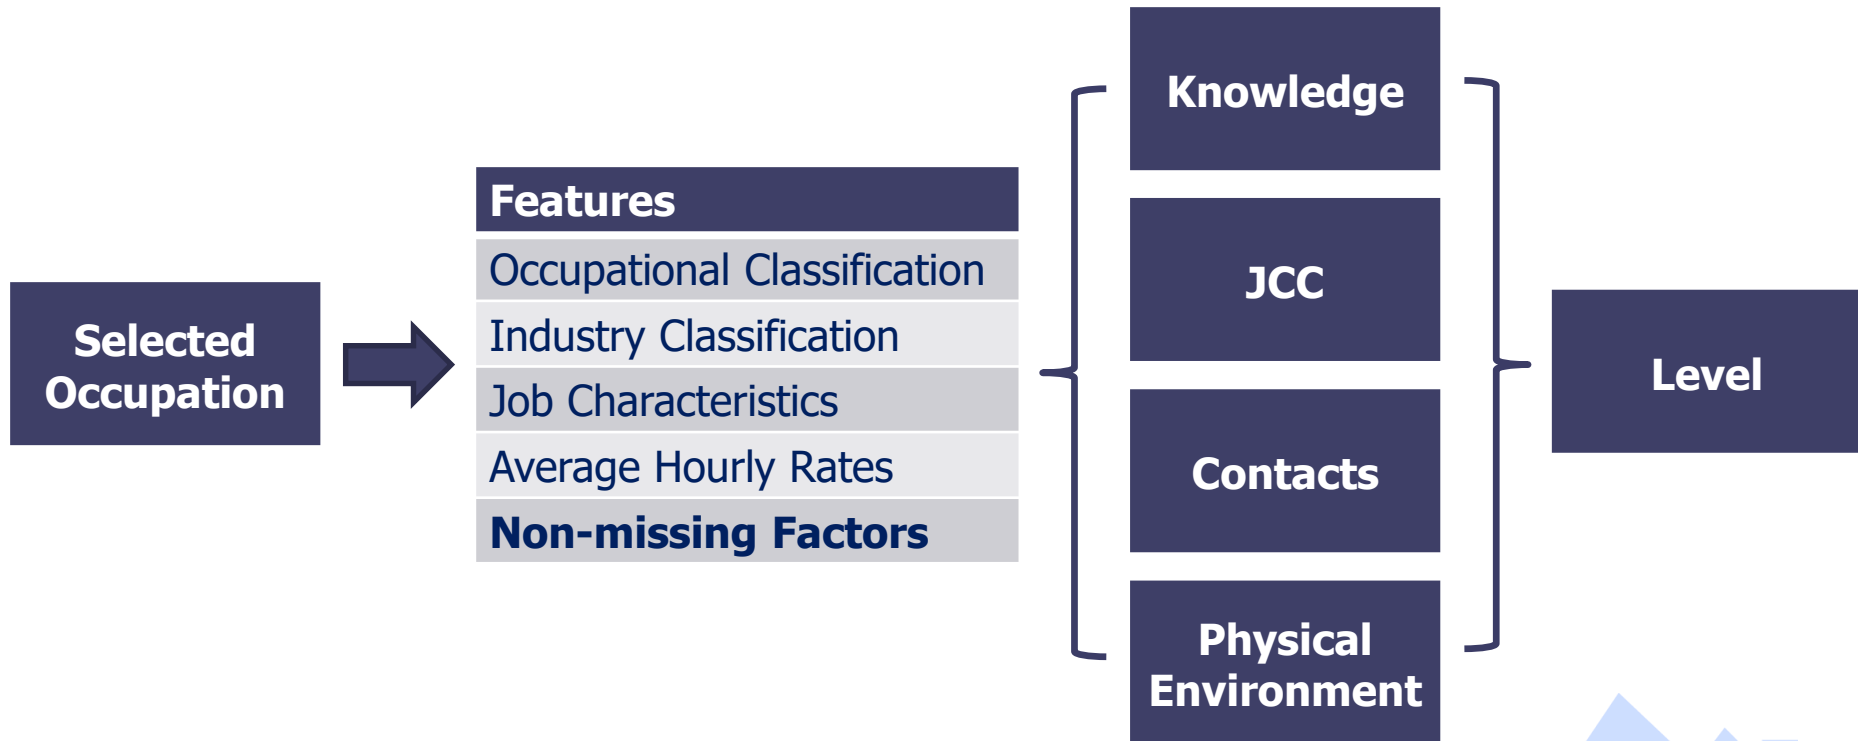 Selected
Occupation
Features
Occupational Classification
Industry Classification
Job Characteristics
Average Hourly Rates
Non-missing Factors
Knowledge
JCC
Contacts
Physical
Environment
Level